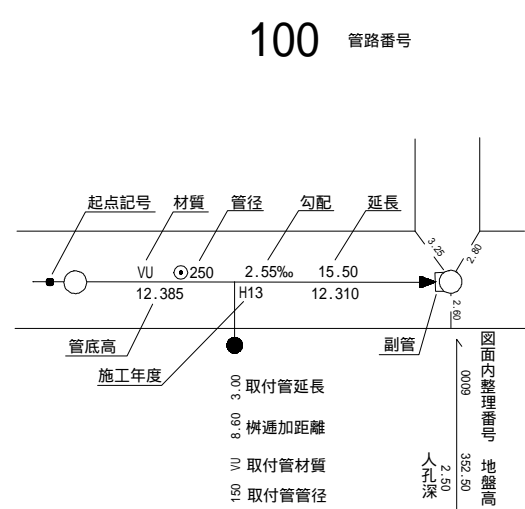 100 管路番号
起点記号 材質 管径 勾配 延長
3.25
2.80
VU 250 2.55‰ 15.50
12.385 H13 12.310
2.60
管底高
施工年度
副管
3.00 取付管延長
8.60 桝逓加距離
VU 取付管材質
150 取付管管径
図面内整理番号
0009
地盤高
352.50
2.50
人孔深